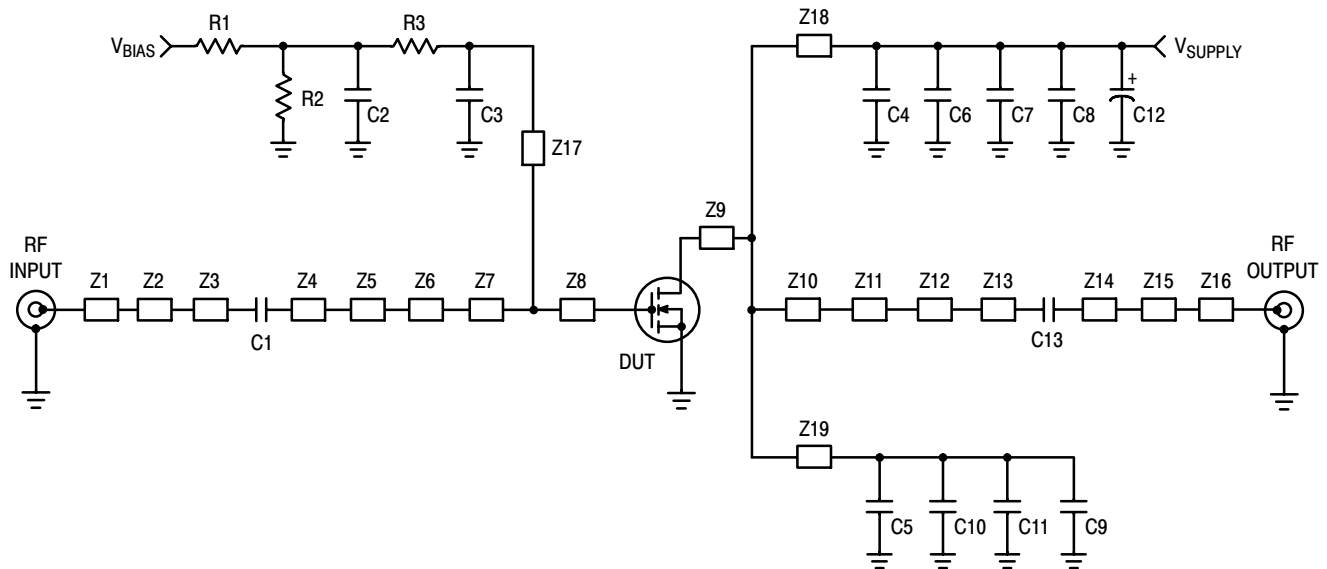 R1
R3
Z18
VBIAS
VSUPPLY
R2
C2
C3
C4
C6
C7
C8
+
C12
Z17
Z9
RF
INPUT
RF
OUTPUT
Z1
Z2
Z3
Z4
Z5
Z6
Z7
Z8
Z10
Z11
Z12
Z13
Z14
Z15
Z16
C1
C13
DUT
Z19
C5
C10
C11
C9